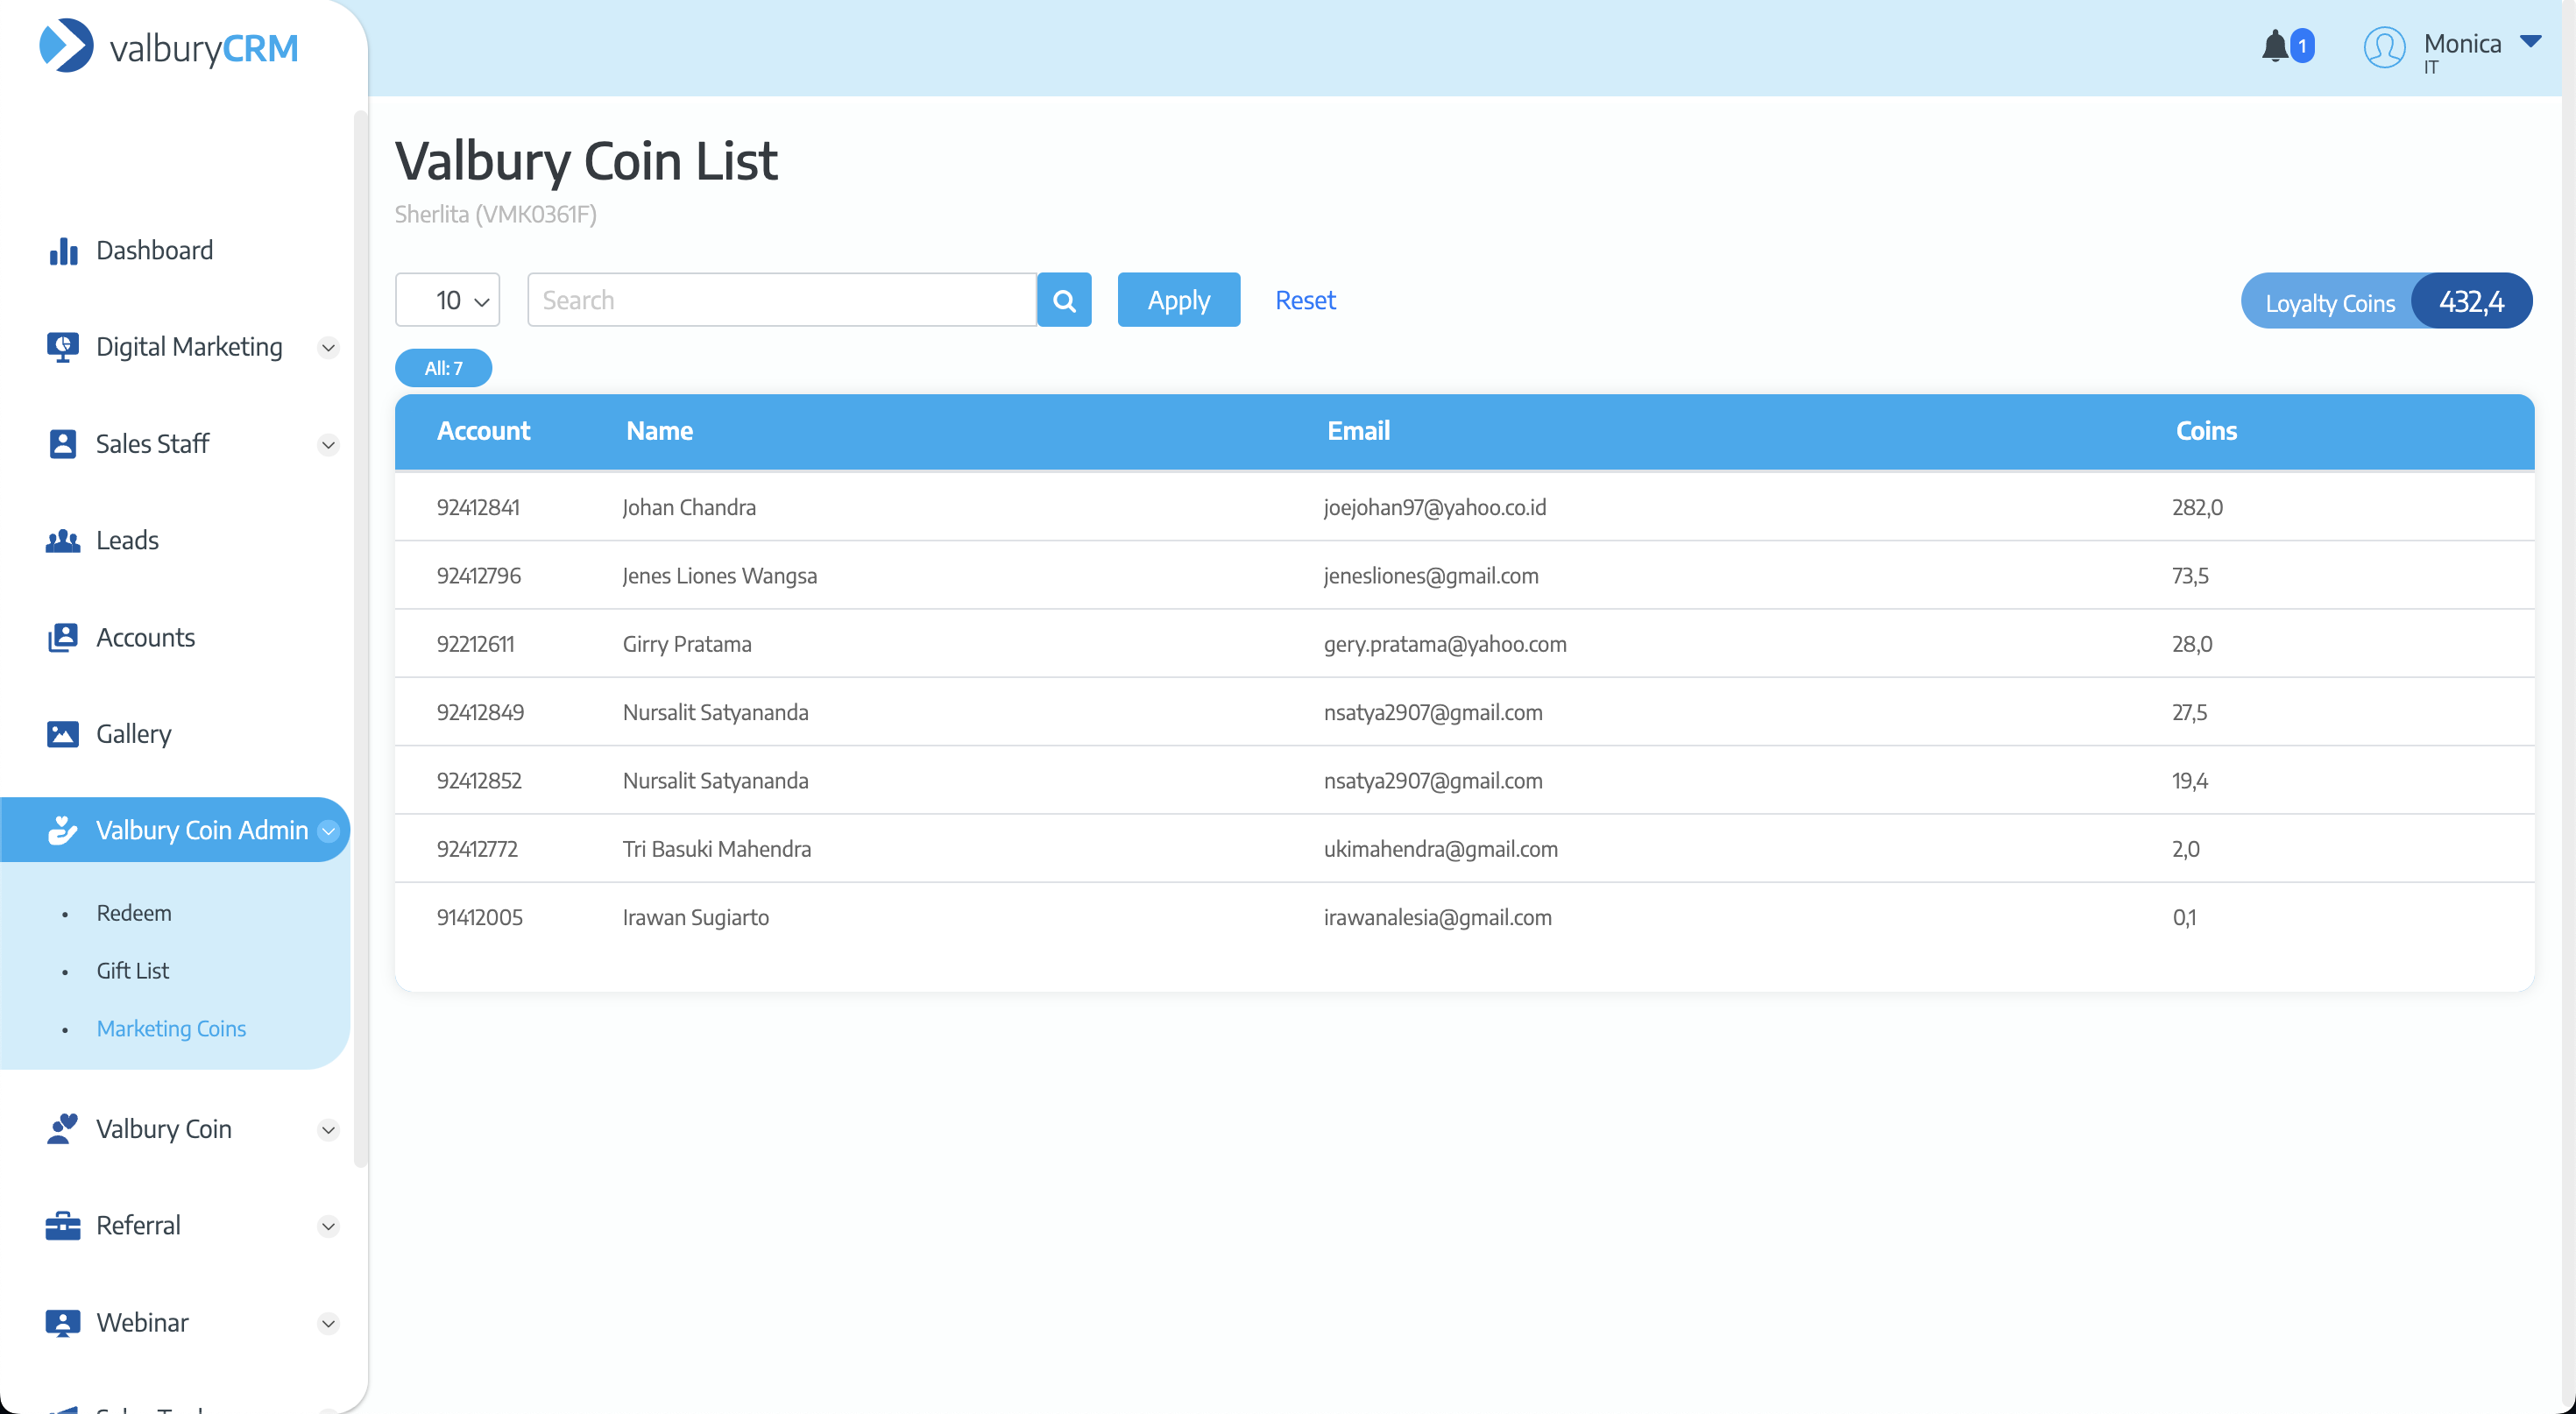 valburyCRM
1
Monica
IT
Dashboard
Digital Marketing
Sales Staff
Leads
Accounts
Gallery
Valbury Coin Admin
Redeem
Gift List
Marketing Coins
Valbury Coin
Referral
Webinar
Valbury Coin List
Sherlita (VMK0361F)
10 Search Apply Reset Loyalty Coins 432,4
All: 7
Account Name Email Coins
92412841 Johan Chandra joejohan97@yahoo.co.id 282,0
92412796 Jenes Liones Wangsa jenesliones@gmail.com 73,5
92212611 Girry Pratama gery.pratama@yahoo.com 28,0
92412849 Nursalit Satyananda nsatya2907@gmail.com 27,5
92412852 Nursalit Satyananda nsatya2907@gmail.com 19,4
92412772 Tri Basuki Mahendra ukimahendra@gmail.com 2,0
91412005 Irawan Sugiarto irawanalesia@gmail.com 0,1